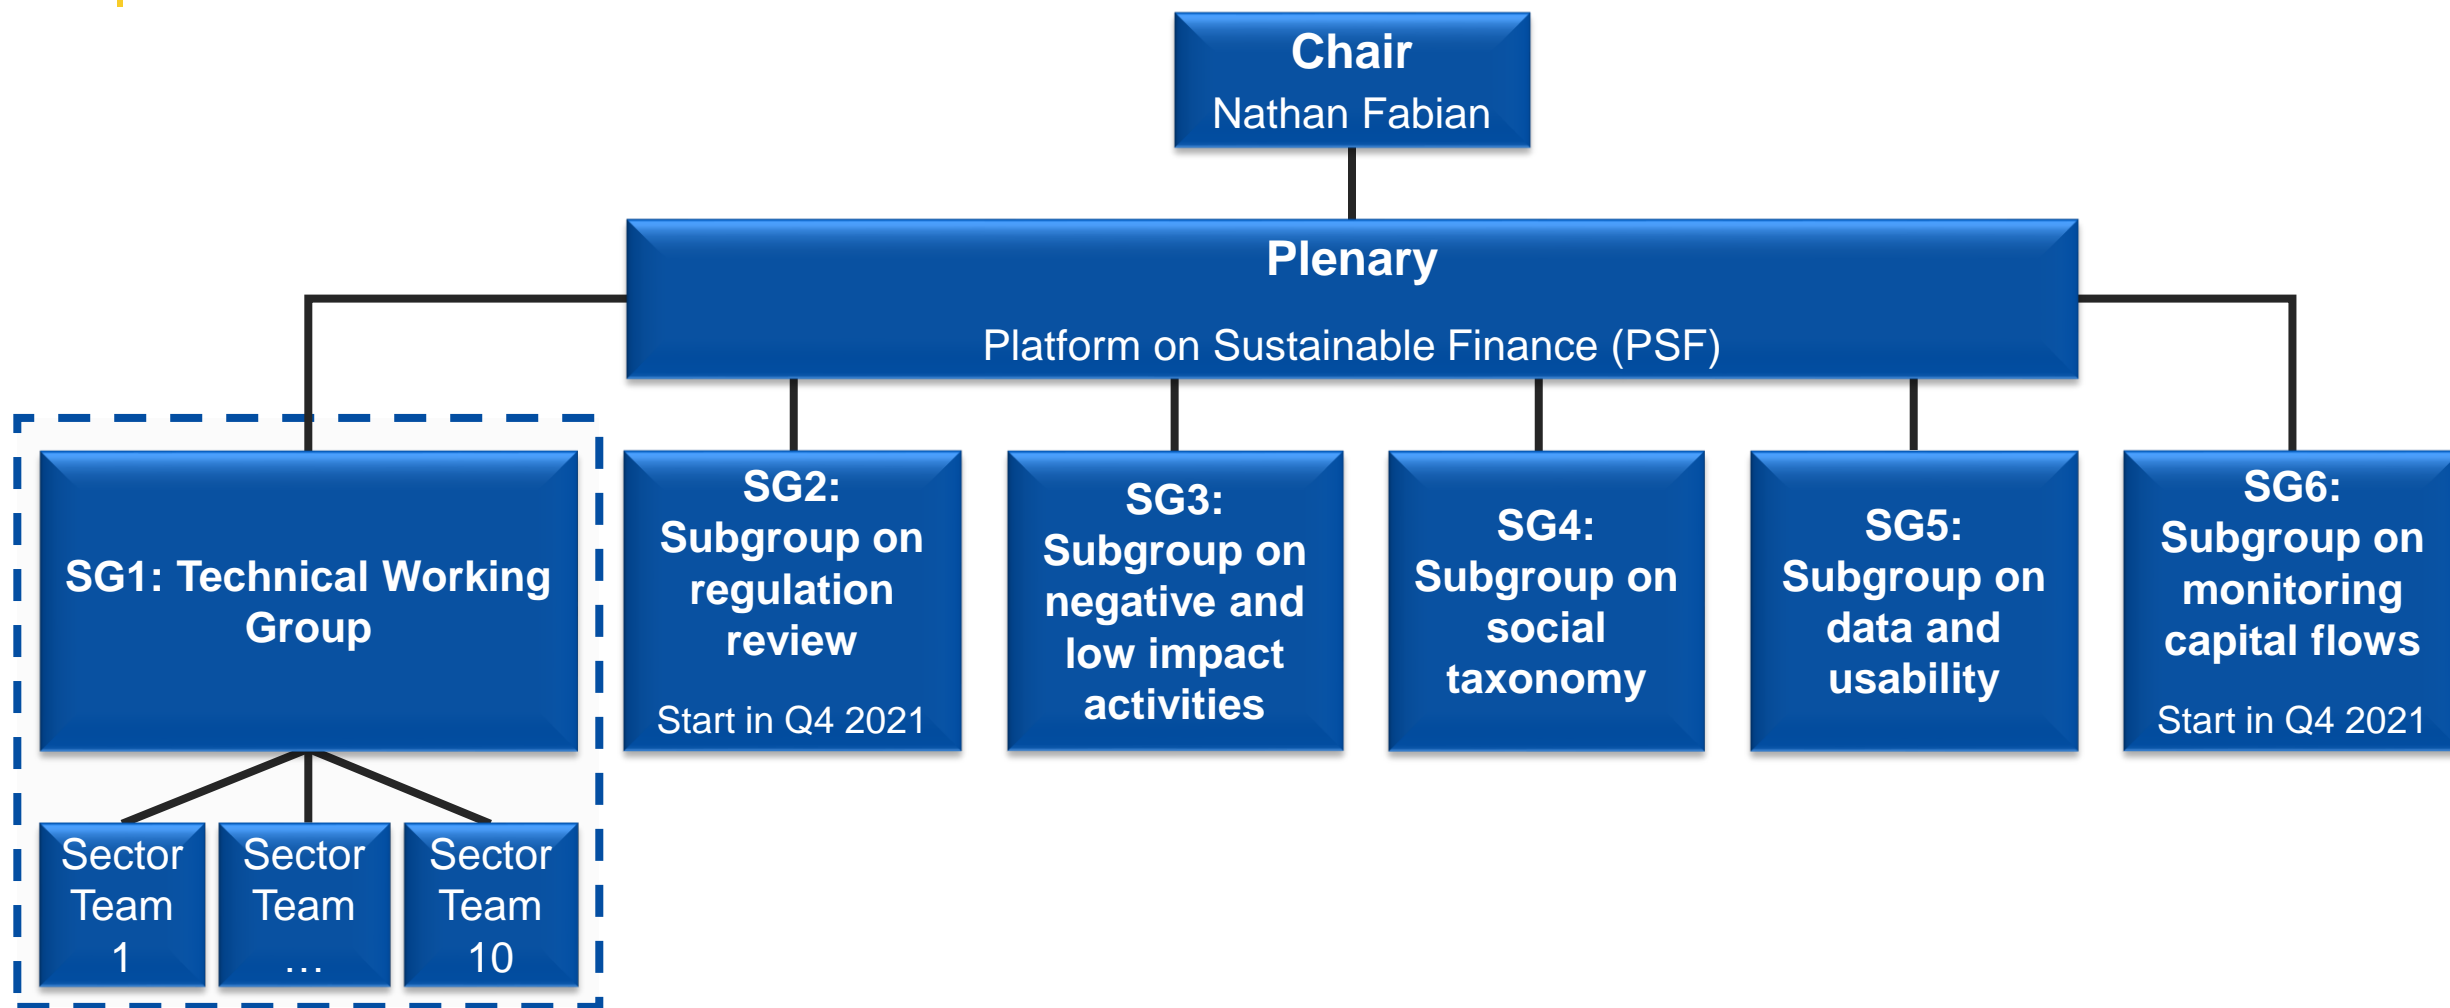 Chair
Nathan Fabian
Plenary
Platform on Sustainable Finance (PSF)
SG1: Technical Working
Group
SG2:
Subgroup on
regulation
review
Start in Q4 2021
SG3:
Subgroup on
negative and
low impact
activities
SG4:
Subgroup on
social
taxonomy
SG5:
Subgroup on
data and
usability
SG6:
Subgroup on
monitoring
capital flows
Start in Q4 2021
Sector
Team
1
Sector
Team
…
Sector
Team
10